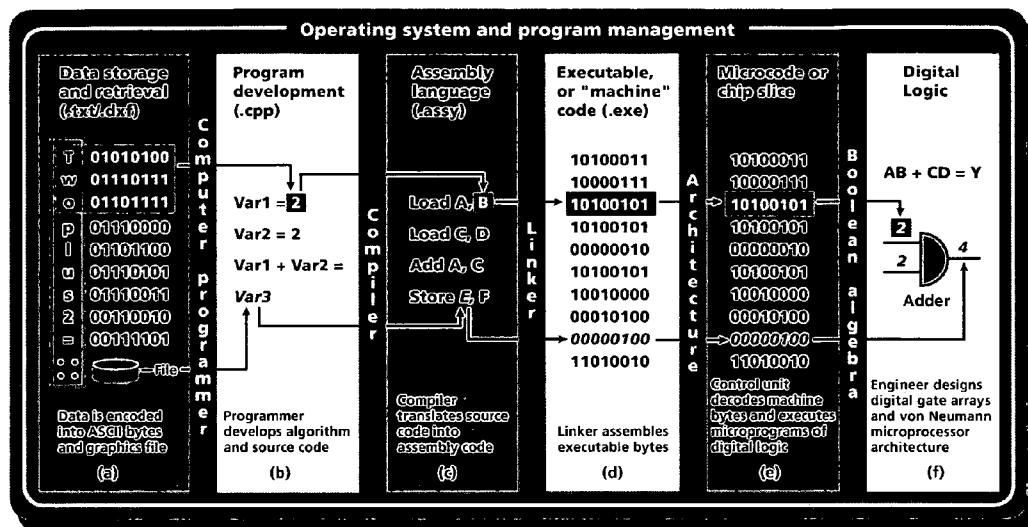 Operating system and program management
Data storage
and retrieval
(.txt/.dxf)
T 01010100
w 01110111
o 01101111
p 01110000
l 01101100
u 01110101
s 01110011
2 00110010
= 00111101
File
Data is encoded
into ASCII bytes
and graphics file
(a)
Computer programmer
Program
development
(.cpp)
Var1 = 2
Var2 = 2
Var1 + Var2 =
Var3
Programmer
develops algorithm
and source code
(b)
Compiler
Assembly
language
(.assy)
Load A, B
Load C, D
Add A, C
Store E, F
Compiler
translates source
code into
assembly code
(c)
Linker
Executable,
or "machine"
code (.exe)
10100011
10000111
10100101
10100101
00000010
10100101
10010000
00010100
00000100
11010010
Linker assembles
executable bytes
(d)
Architecture
Microcode or
chip slice
10100011
10000111
10100101
10100101
00000010
10100101
10010000
00010100
00000100
11010010
Control unit
decodes machine
bytes and executes
microprograms of
digital logic
(e)
Boolean algebra
Digital
Logic
AB + CD = Y
2
2
4
Adder
Engineer designs
digital gate arrays
and von Neumann
microprocessor
architecture
(f)